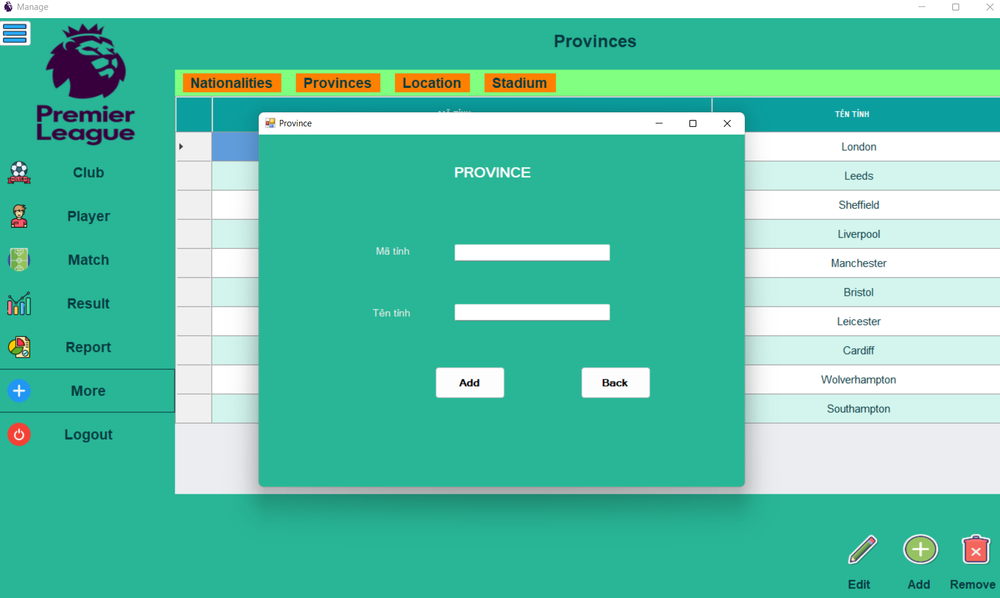 Manage
Premier
League
Provinces
Nationalities Provinces Location Stadium
TÊN TỈNH
Club
Player
Match
Result
Report
More
Logout
Province
PROVINCE
Mã tỉnh
Tên tỉnh
Add Back
London
Leeds
Sheffield
Liverpool
Manchester
Bristol
Leicester
Cardiff
Wolverhampton
Southampton
Edit Add Remove